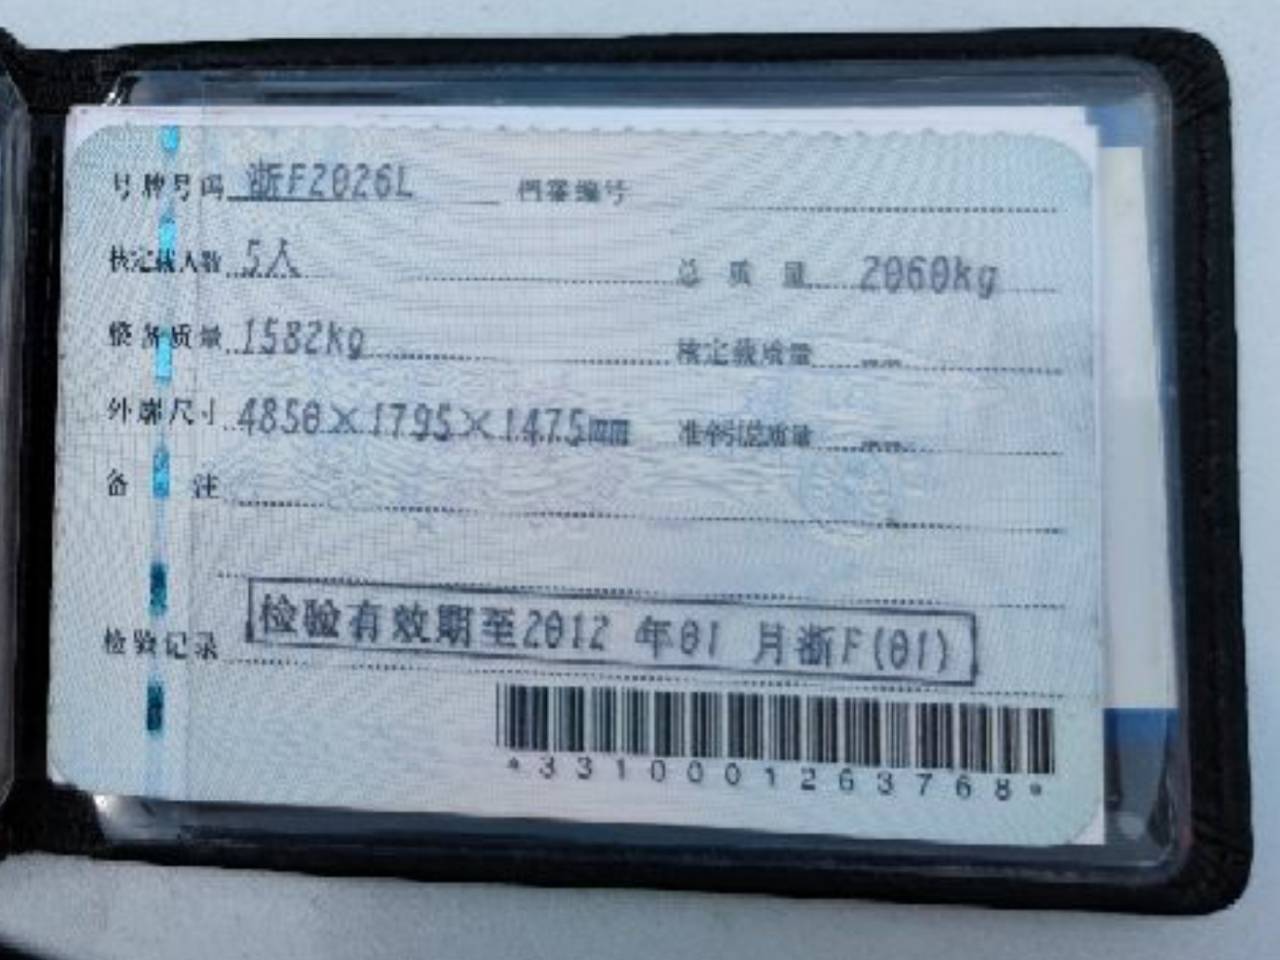 号牌号码 浙F2026L 档案编号
核定载人数 5人 总质量 2060kg
整备质量 1582kg 核定载质量 --
外廓尺寸 4850×1795×1475mm 准牵引总质量 --
备注
检验记录 检验有效期至2012年01月浙F(01)
*3310001263768*